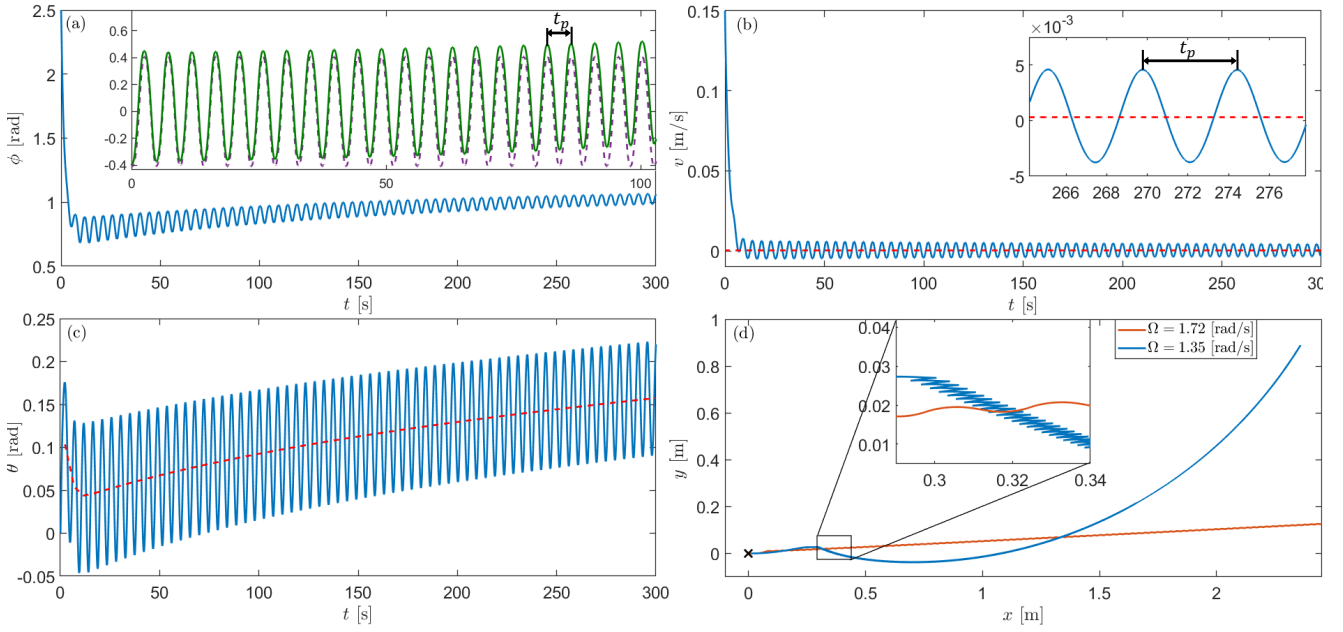 (a)
2.5
2
1.5
1
0.5
ϕ [rad]
0.6
0.4
0.2
0
-0.2
-0.4
0 50 100
t_p
0 50 100 150 200 250 300
t [s]
(b)
0.15
0.1
0.05
0
v [m/s]
×10⁻³
5
0
-5
t_p
266 268 270 272 274 276
0 50 100 150 200 250 300
t [s]
(c)
0.25
0.2
0.15
0.1
0.05
0
-0.05
θ [rad]
0 50 100 150 200 250 300
t [s]
(d)
1
0.8
0.6
0.4
0.2
0
y [m]
0.04
0.03
0.02
0.01
0.3 0.32 0.34
Ω = 1.72 [rad/s]
Ω = 1.35 [rad/s]
0 0.5 1 1.5 2
x [m]